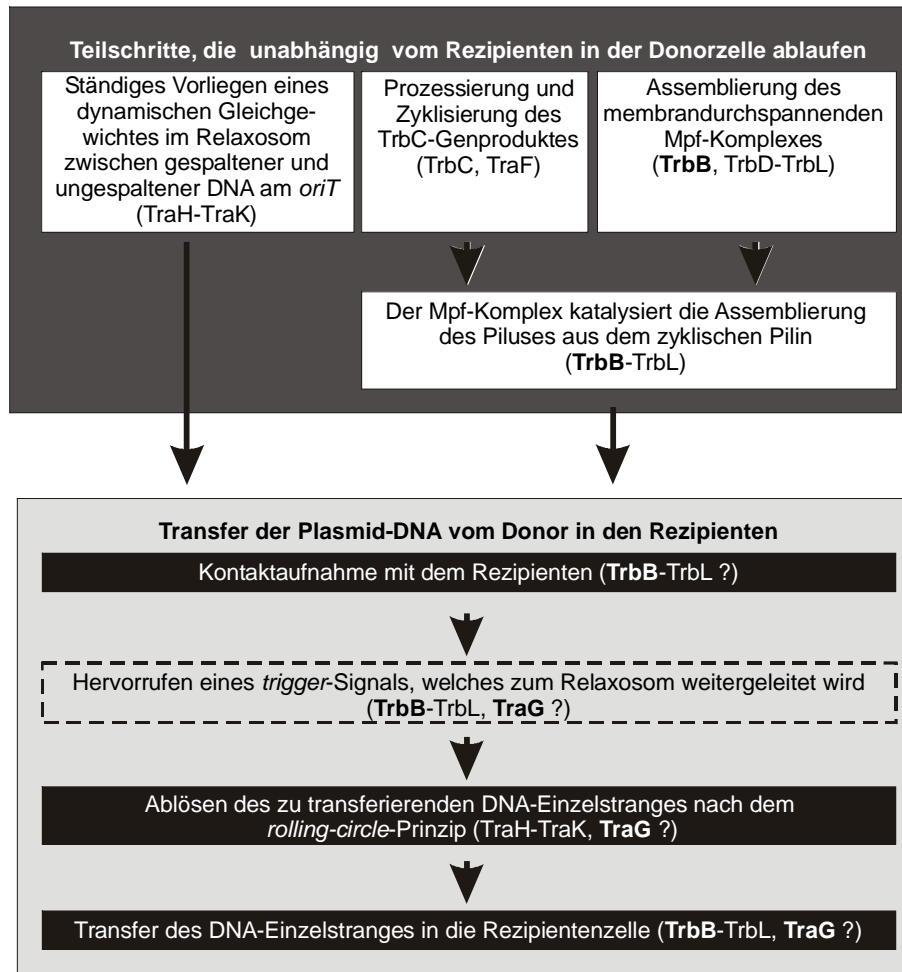 Teilschritte, die unabhängig vom Rezipienten in der Donorzelle ablaufen
Ständiges Vorliegen eines
dynamischen Gleichge-
wichtes im Relaxosom
zwischen gespaltener und
ungespaltener DNA am oriT
(TraH-TraK)
Prozessierung und
Zyklisierung des
TrbC-Genproduktes
(TrbC, TraF)
Assemblierung des
membrandurchspannenden
Mpf-Komplexes
(TrbB, TrbD-TrbL)
Der Mpf-Komplex katalysiert die Assemblierung
des Piluses aus dem zyklischen Pilin
(TrbB-TrbL)
Transfer der Plasmid-DNA vom Donor in den Rezipienten
Kontaktaufnahme mit dem Rezipienten (TrbB-TrbL ?)
Hervorrufen eines trigger-Signals, welches zum Relaxosom weitergeleitet wird
(TrbB-TrbL, TraG ?)
Ablösen des zu transferierenden DNA-Einzelstranges nach dem
rolling-circle-Prinzip (TraH-TraK, TraG ?)
Transfer des DNA-Einzelstranges in die Rezipientenzelle (TrbB-TrbL, TraG ?)